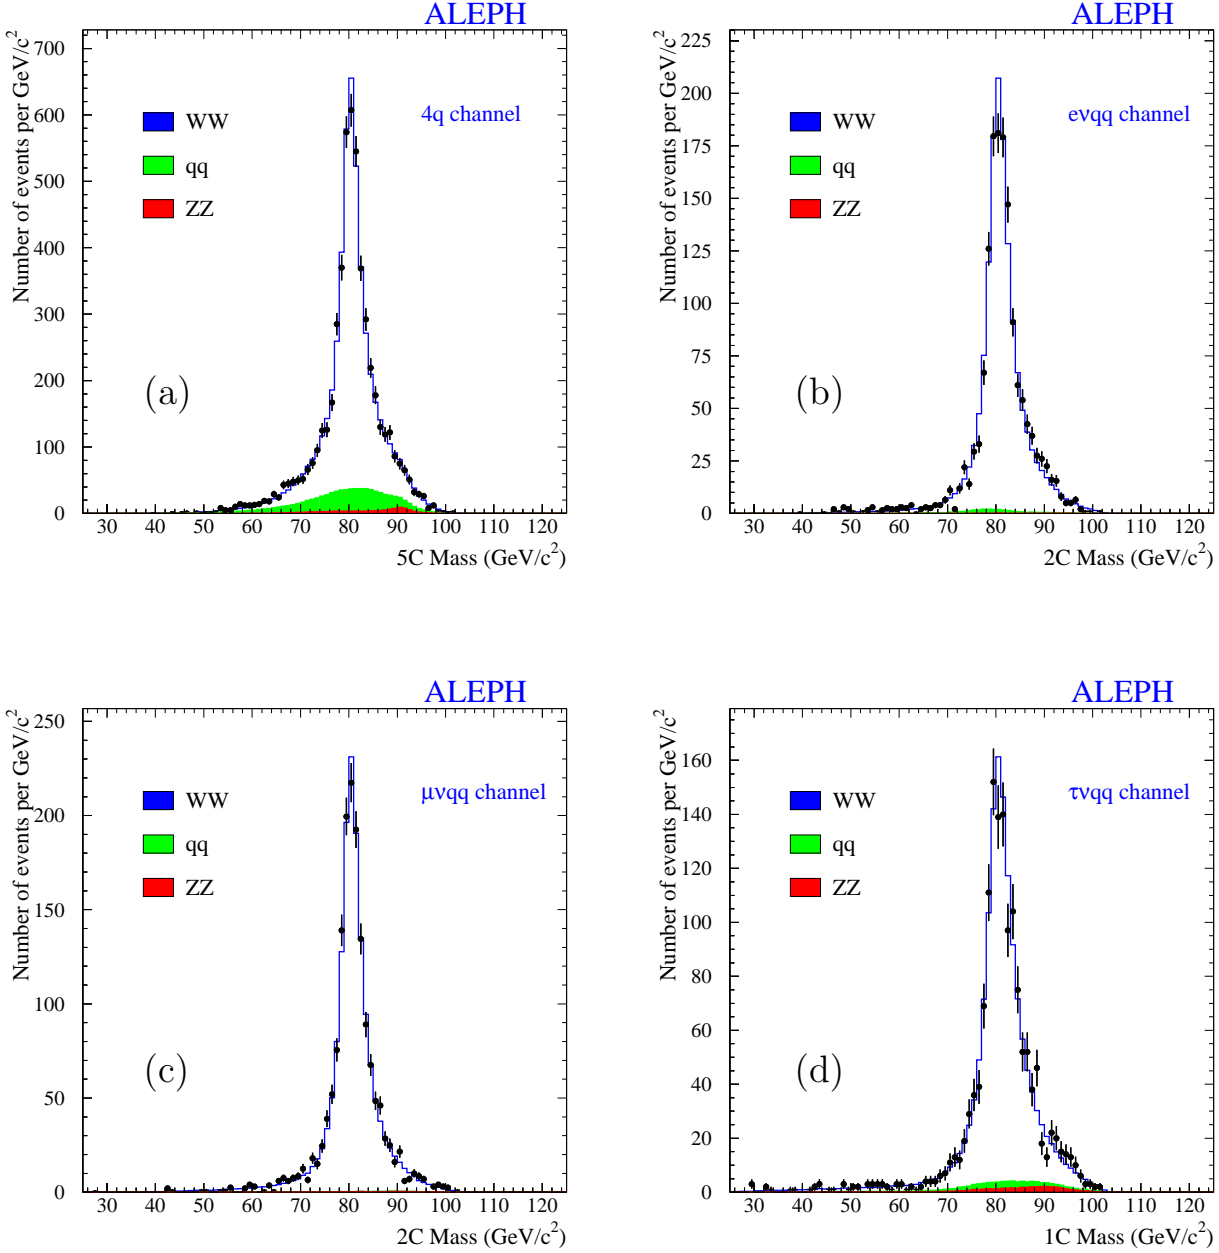 ALEPH
Number of events per GeV/c2
700
600
500
400
300
200
100
0
WW
qq
ZZ
4q channel
(a)
30 40 50 60 70 80 90 100 110 120
5C Mass (GeV/c2)
ALEPH
Number of events per GeV/c2
225
200
175
150
125
100
75
50
25
0
WW
qq
ZZ
eνqq channel
(b)
30 40 50 60 70 80 90 100 110 120
2C Mass (GeV/c2)
ALEPH
Number of events per GeV/c2
250
200
150
100
50
0
WW
qq
ZZ
μνqq channel
(c)
30 40 50 60 70 80 90 100 110 120
2C Mass (GeV/c2)
ALEPH
Number of events per GeV/c2
160
140
120
100
80
60
40
20
0
WW
qq
ZZ
τνqq channel
(d)
30 40 50 60 70 80 90 100 110 120
1C Mass (GeV/c2)